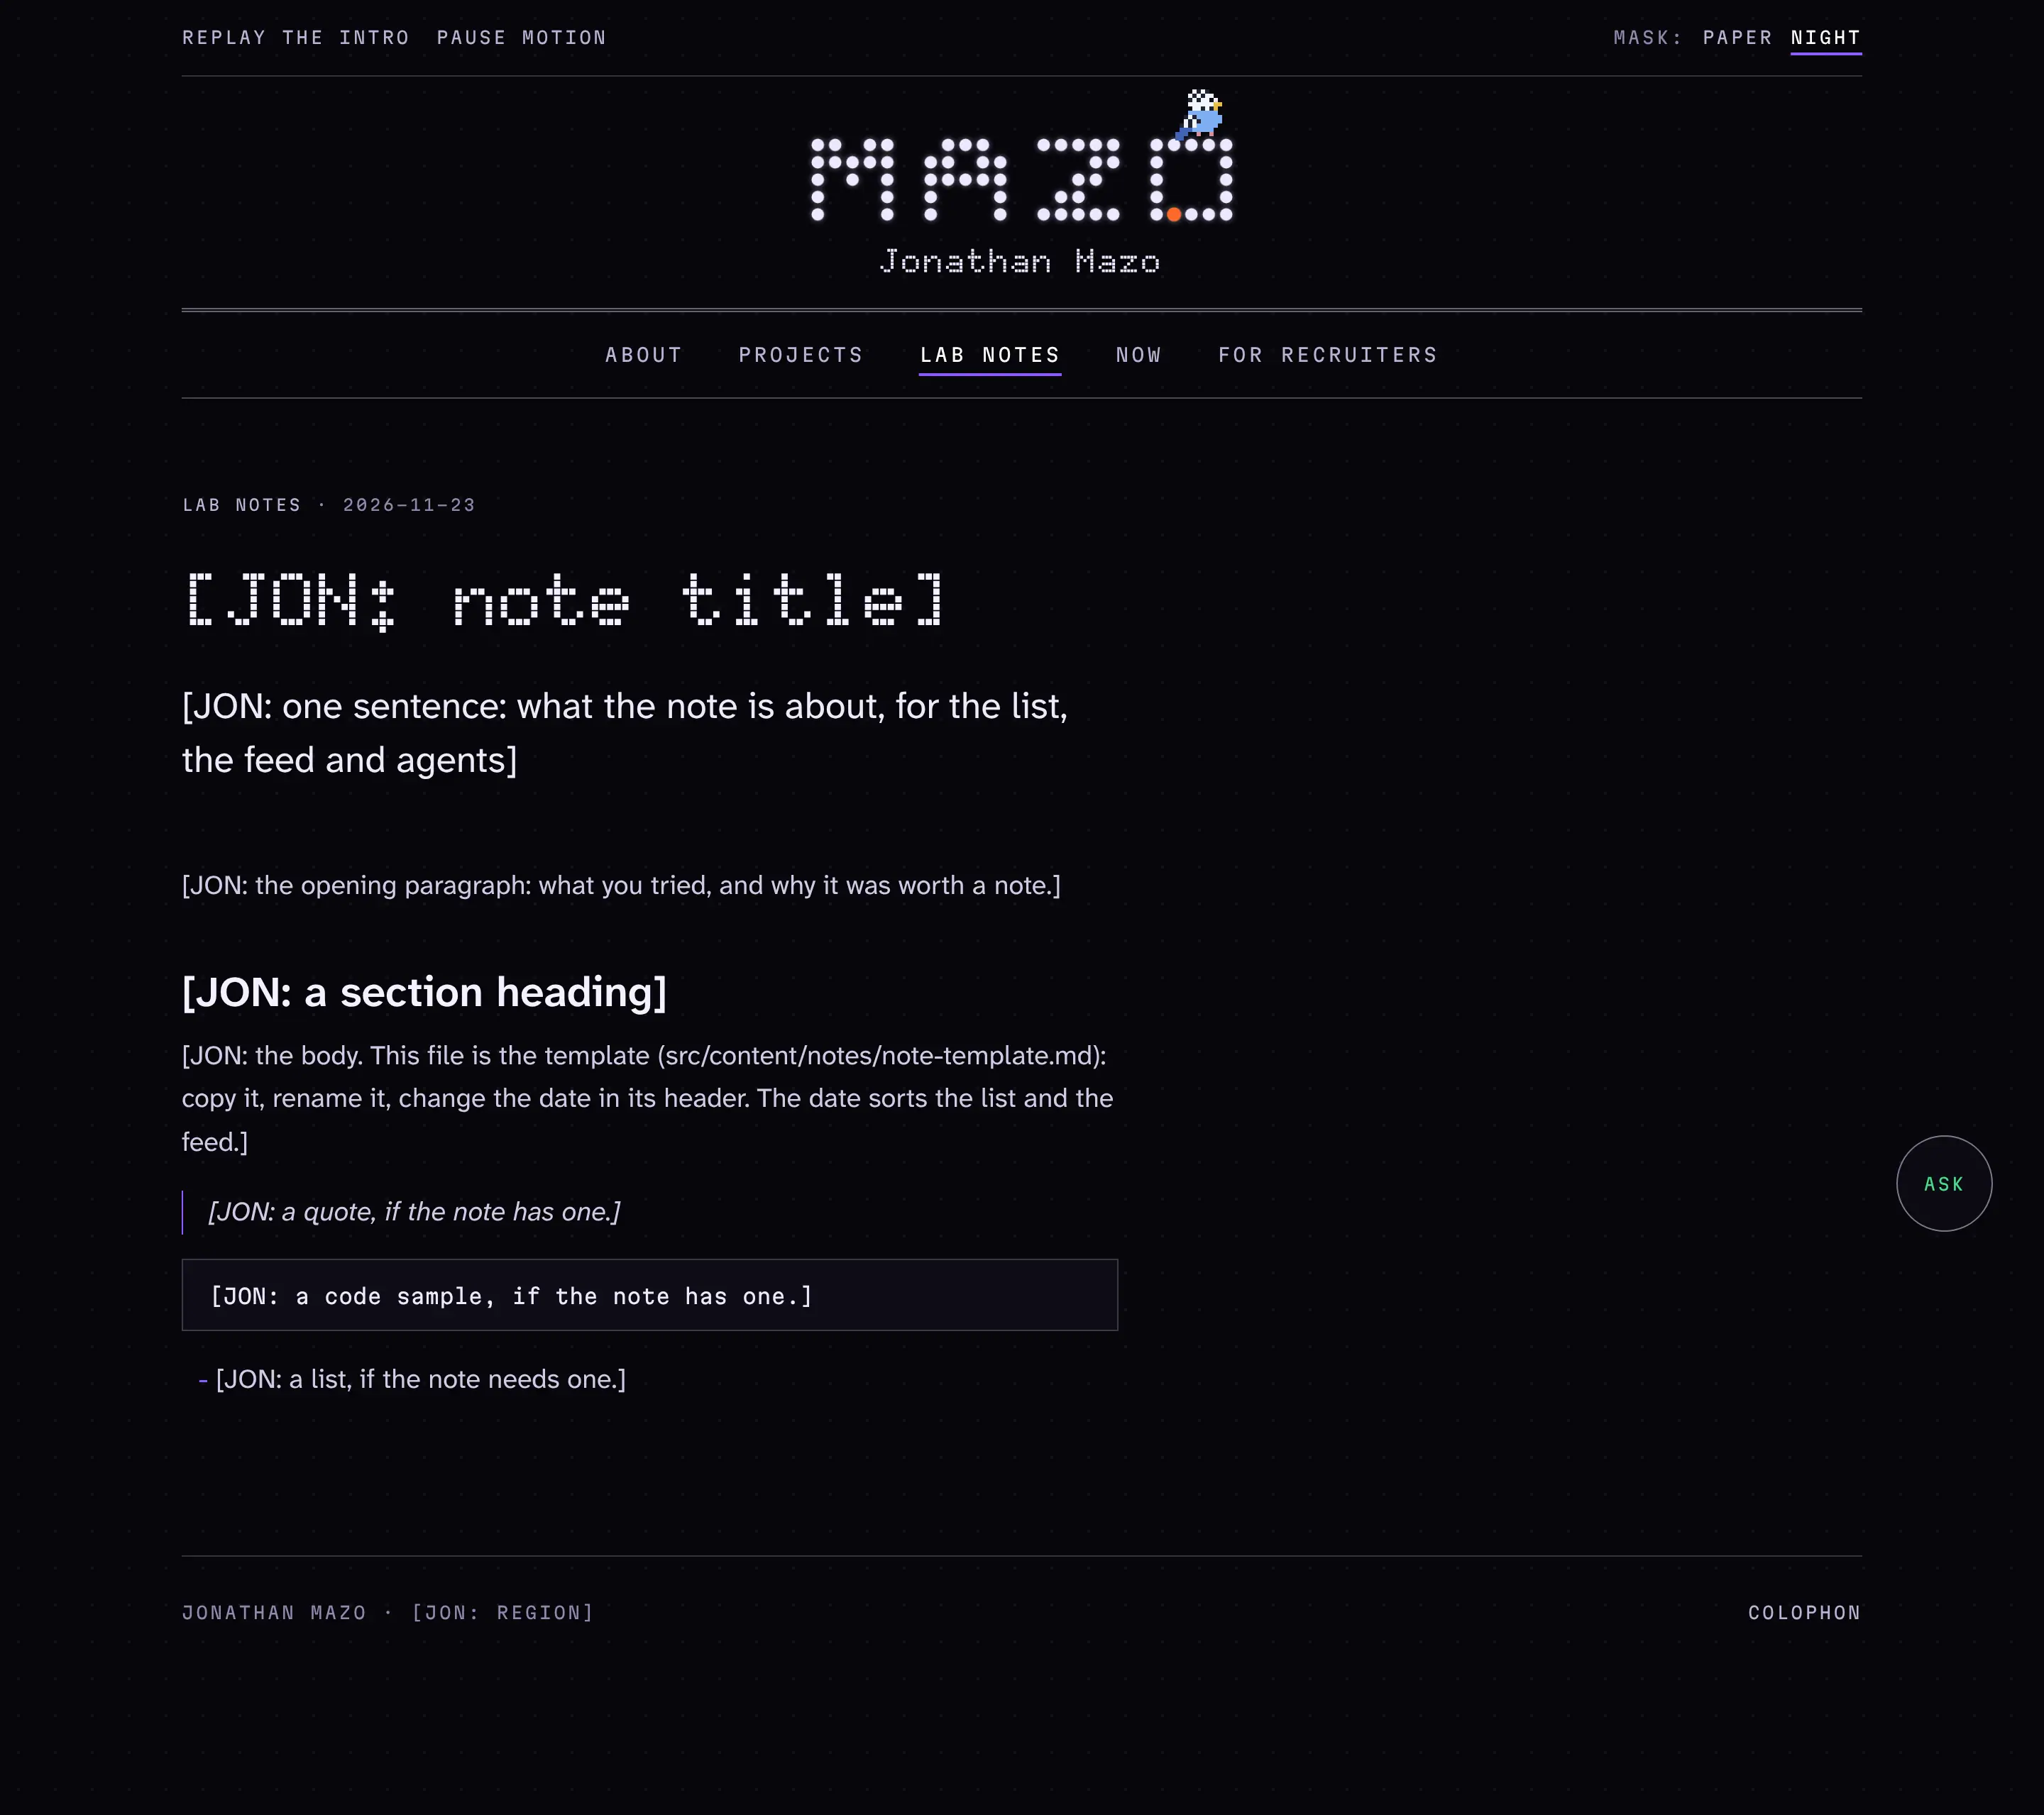 REPLAY THE INTRO PAUSE MOTION
MASK: PAPER NIGHT
MAZO
Jonathan Mazo
ABOUT PROJECTS LAB NOTES NOW FOR RECRUITERS
LAB NOTES · 2026-11-23
[JON: note title]
[JON: one sentence: what the note is about, for the list,
the feed and agents]
[JON: the opening paragraph: what you tried, and why it was worth a note.]
[JON: a section heading]
[JON: the body. This file is the template (src/content/notes/note-template.md):
copy it, rename it, change the date in its header. The date sorts the list and the
feed.]
[JON: a quote, if the note has one.]
[JON: a code sample, if the note has one.]
- [JON: a list, if the note needs one.]
ASK
JONATHAN MAZO · [JON: REGION]
COLOPHON